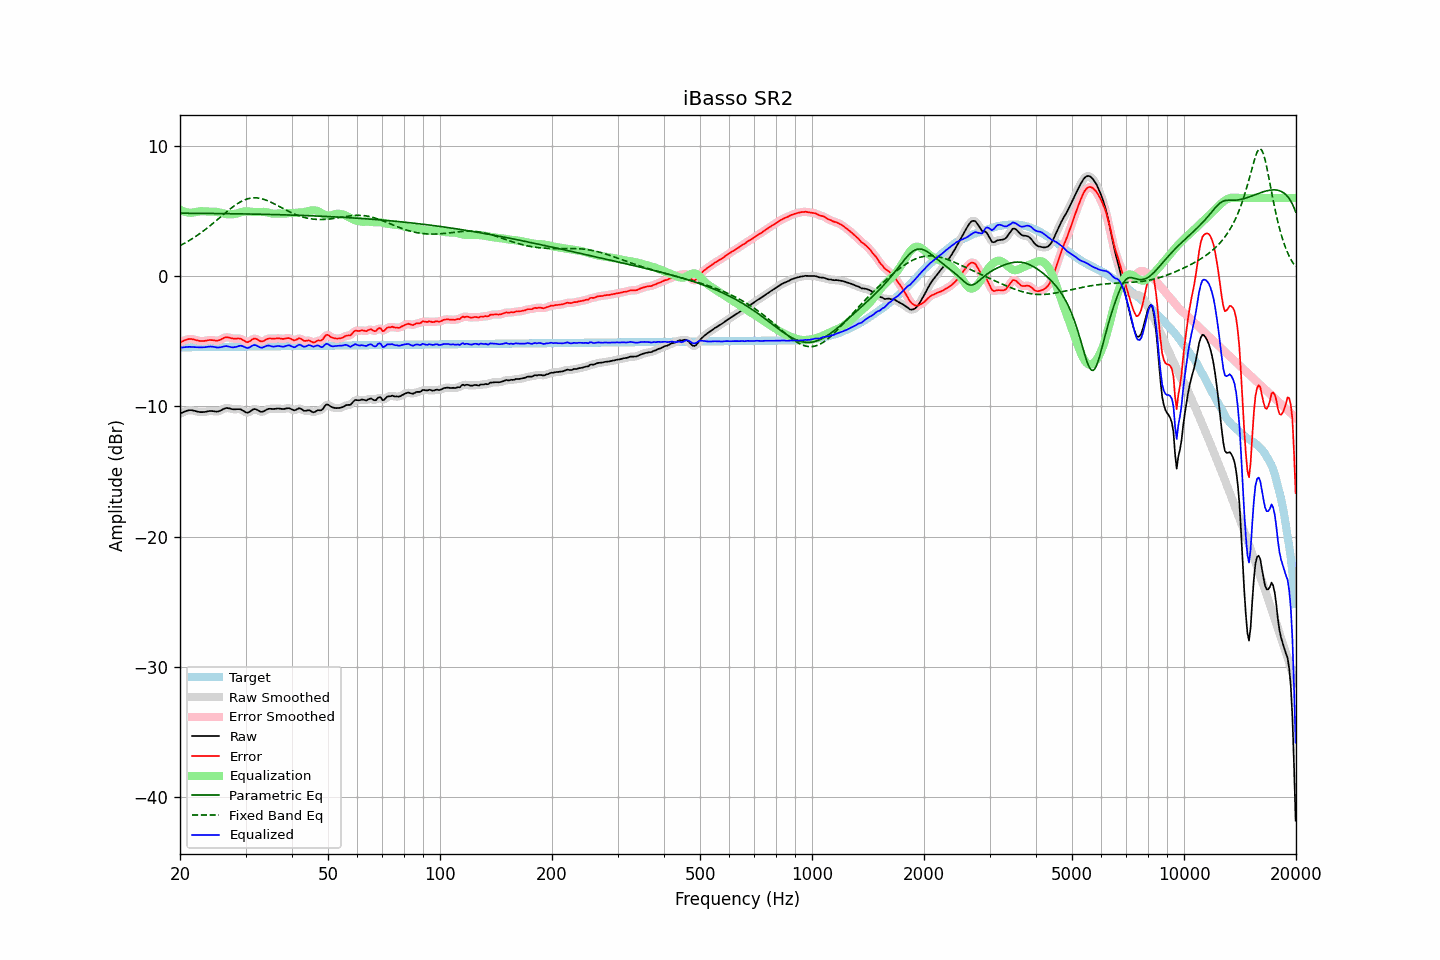 iBasso SR2
Amplitude (dBr)
10
0
−10
−20
−30
−40
Target
Raw Smoothed
Error Smoothed
Raw
Error
Equalization
Parametric Eq
Fixed Band Eq
Equalized
20 50 100 200 500 1000 2000 5000 10000 20000
Frequency (Hz)